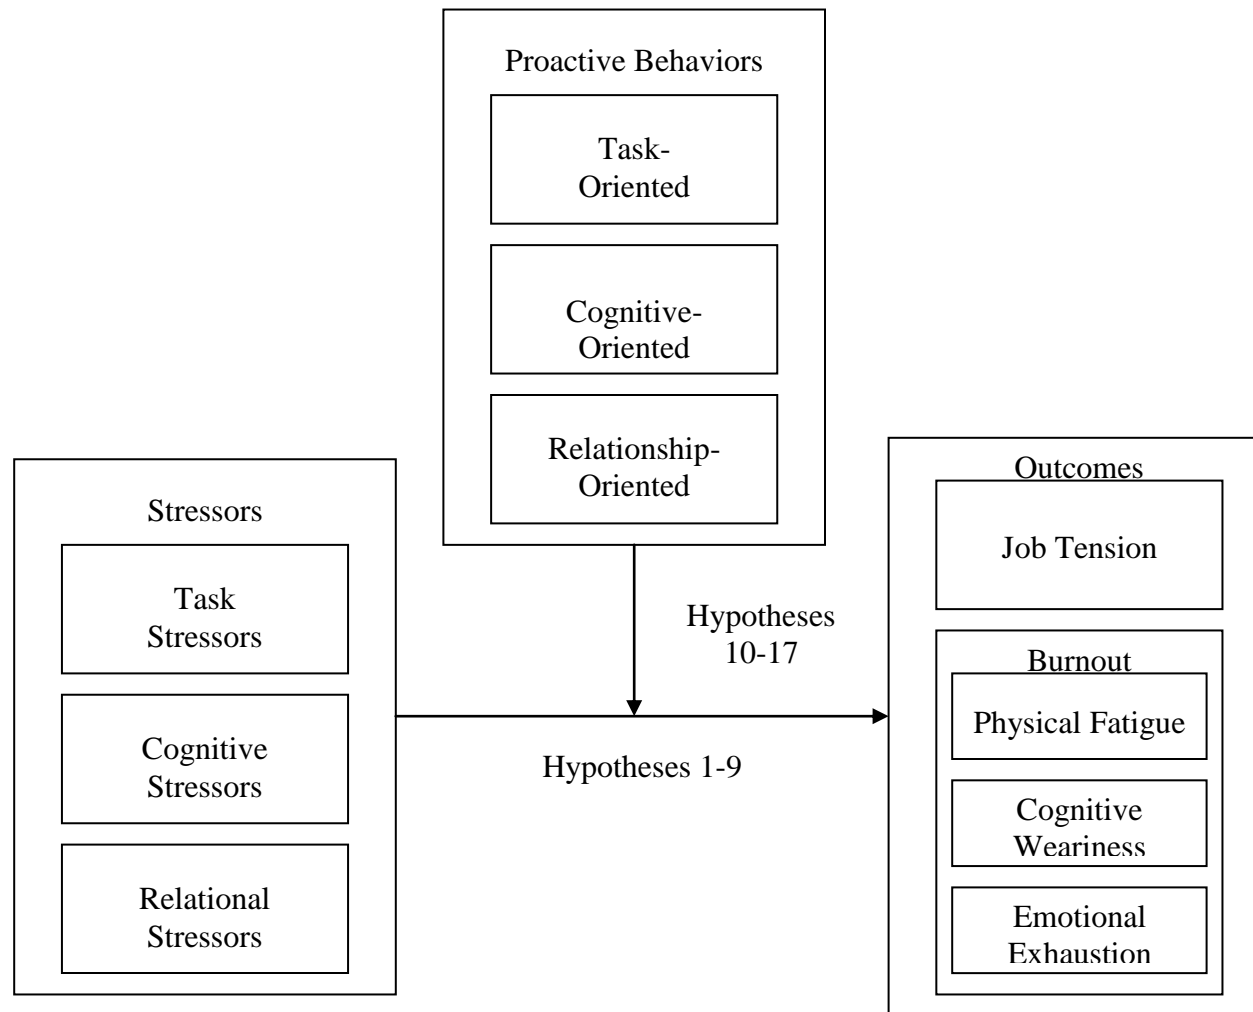 Proactive Behaviors
Task-
Oriented
Cognitive-
Oriented
Relationship-
Oriented
Stressors
Task
Stressors
Cognitive
Stressors
Relational
Stressors
Hypotheses
10-17
Hypotheses 1-9
Outcomes
Job Tension
Burnout
Physical Fatigue
Cognitive
Weariness
Emotional
Exhaustion